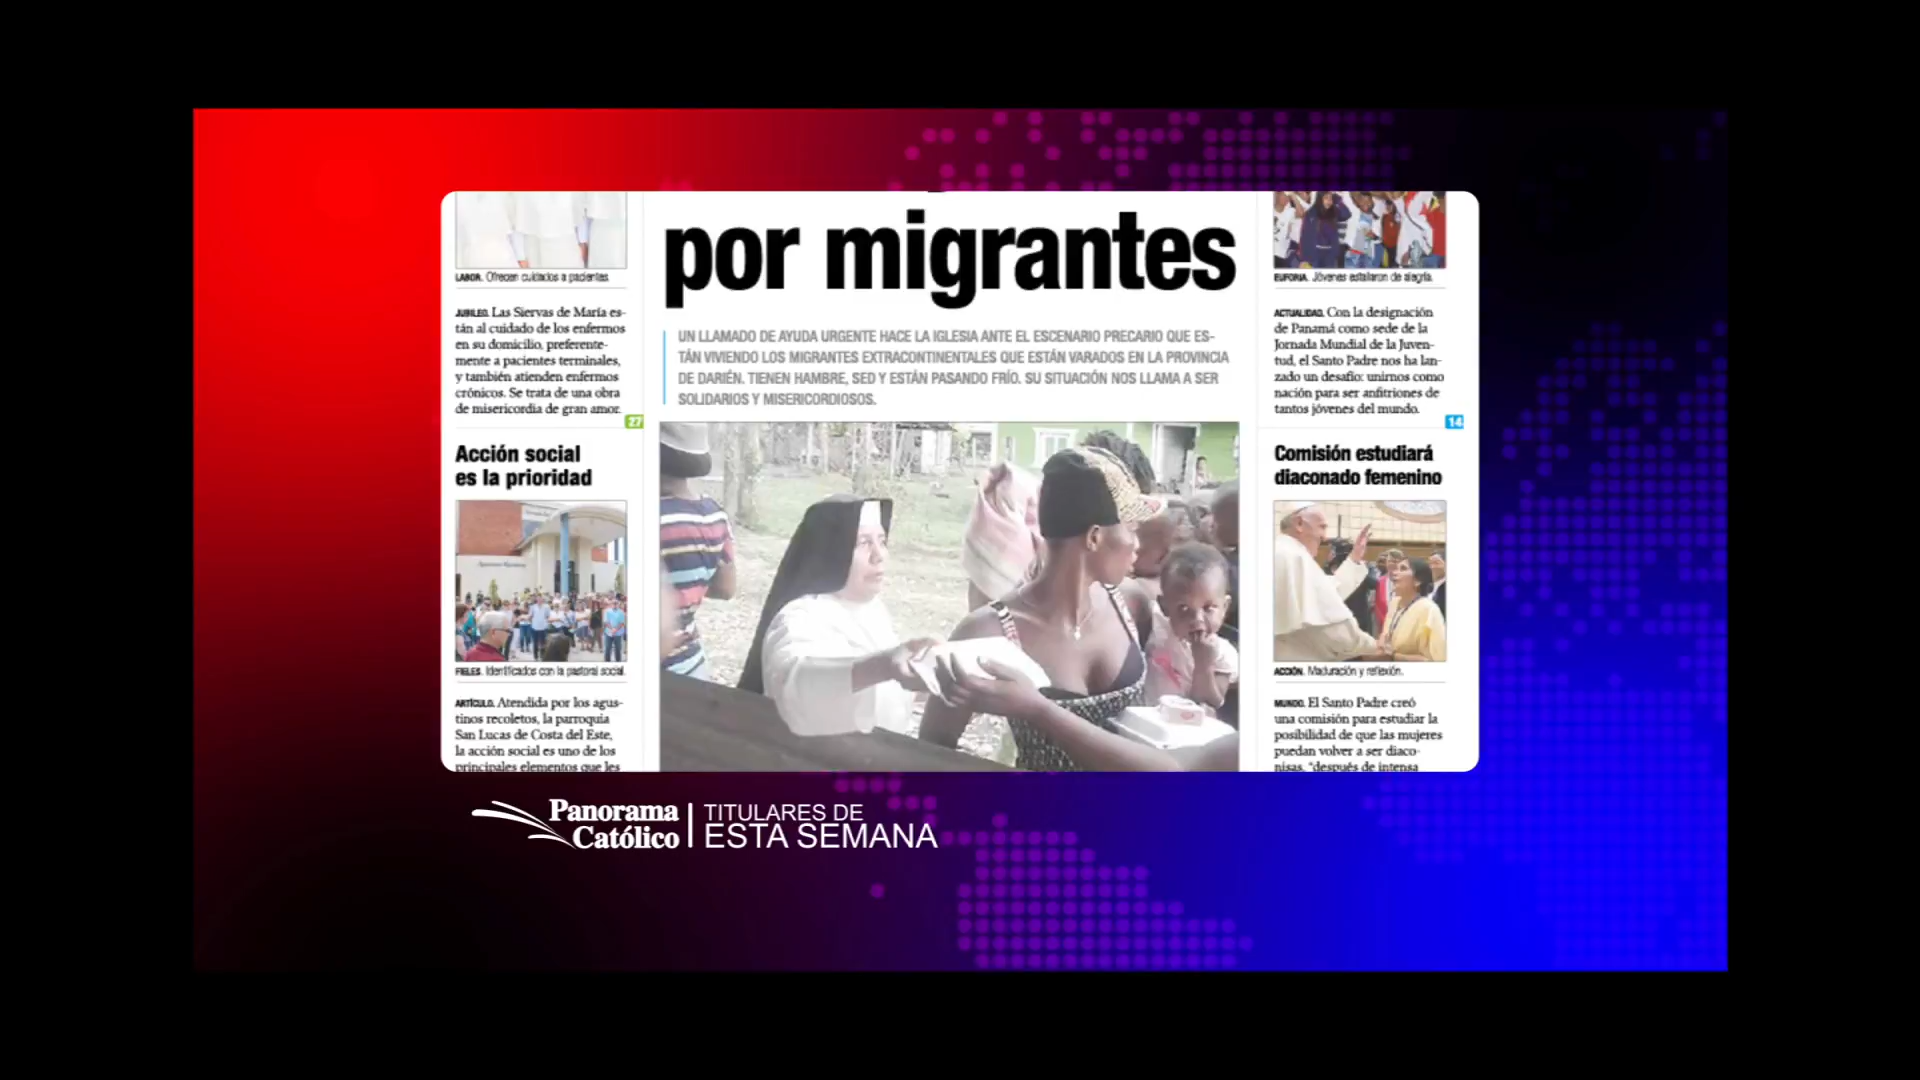 LABOR. Ofrecen cuidados a pacientes.
JUBILEO. Las Siervas de María es-
tán al cuidado de los enfermos
en su domicilio, preferente-
mente a pacientes terminales,
y también atienden enfermos
crónicos. Se trata de una obra
de misericordia de gran amor.
27
Acción social
es la prioridad
FIELES. Identificados con la pastoral social.
ARTÍCULO. Atendida por los agus-
tinos recoletos, la parroquia
San Lucas de Costa del Este,
la acción social es uno de los
principales elementos que les
por migrantes
UN LLAMADO DE AYUDA URGENTE HACE LA IGLESIA ANTE EL ESCENARIO PRECARIO QUE ES-
TÁN VIVIENDO LOS MIGRANTES EXTRACONTINENTALES QUE ESTÁN VARADOS EN LA PROVINCIA
DE DARIÉN. TIENEN HAMBRE, SED Y ESTÁN PASANDO FRÍO. SU SITUACIÓN NOS LLAMA A SER
SOLIDARIOS Y MISERICORDIOSOS.
EUFORIA. Jóvenes estallaron de alegría.
ACTUALIDAD. Con la designación
de Panamá como sede de la
Jornada Mundial de la Juven-
tud, el Santo Padre nos ha lan-
zado un desafío: unirnos como
nación para ser anfitriones de
tantos jóvenes del mundo.
14
Comisión estudiará
diaconado femenino
ACCIÓN. Maduración y reflexión.
MUNDO. El Santo Padre creó
una comisión para estudiar la
posibilidad de que las mujeres
puedan volver a ser diaco-
nisas, "después de intensa
Panorama
Católico
TITULARES DE
ESTA SEMANA